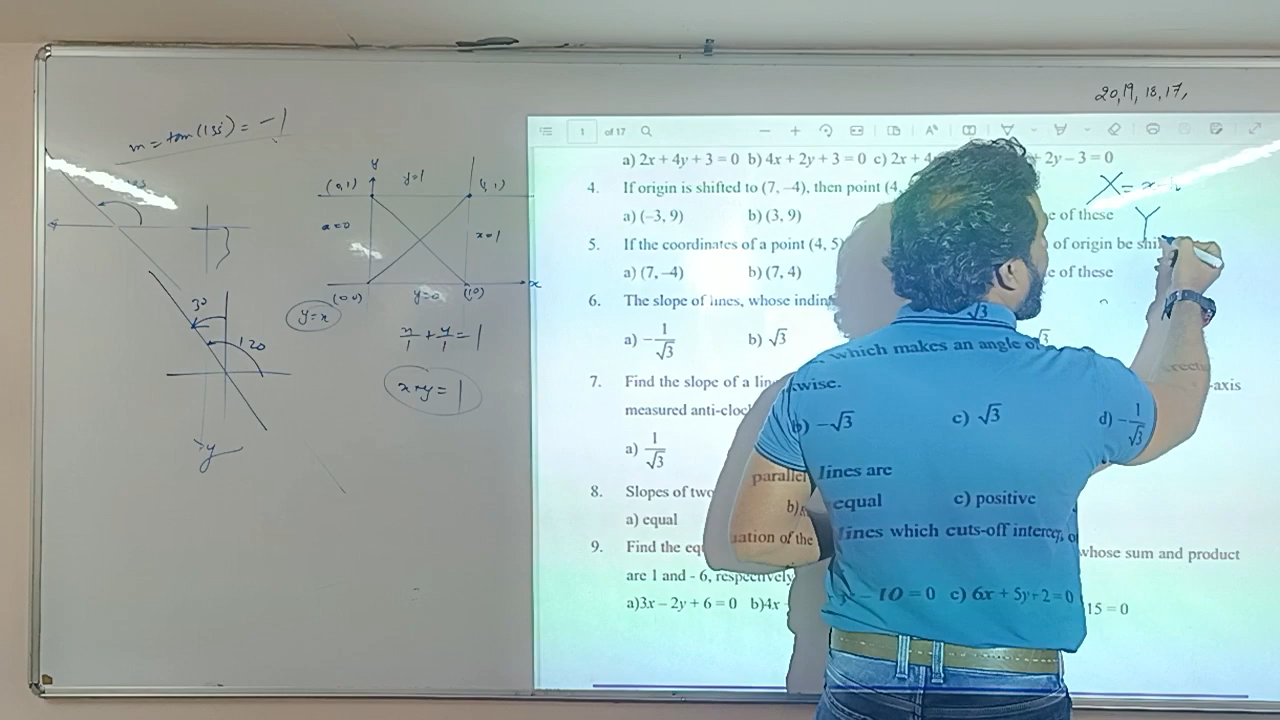 20, 19, 18, 17,
m = tan(135) = -1
y
(0,1) y=1 (1,1)
x=0 x=1
(0,0) y=0 (1,0) x
y=x
x/1 + y/1 = 1
x+y=1
30
120
-y
1 of 17
a) 2x + 4y + 3 = 0 b) 4x + 2y + 3 = 0 c) 2x + 4 2y − 3 = 0
4. If origin is shifted to (7, −4), then point (4,
X = x
a) (−3, 9) b) (3, 9) e of these
Y
5. If the coordinates of a point (4, 5) of origin be shi
a) (7, −4) b) (7, 4) e of these
6. The slope of lines, whose
a) −1/√3 b) √3 √3
which makes an angle of
7. Find the slope of a line wise. -axis
measured anti-cloc b) −√3 c) √3 d) −1/√3
a) 1/√3
8. Slopes of two parallel lines are
a) equal b) equal c) positive
9. Find the equation of the lines which cuts-off whose sum and product
are 1 and - 6, respectively
a)3x − 2y + 6 = 0 b)4x − 10 = 0 c) 6x + 5y + 2 = 0 15 = 0